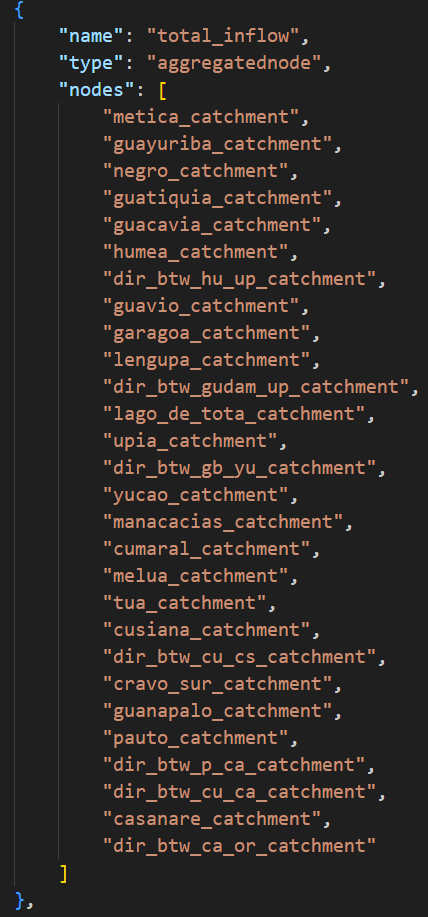 {
"name": "total_inflow",
"type": "aggregatednode",
"nodes": [
"metica_catchment",
"guayuriba_catchment",
"negro_catchment",
"guatiquia_catchment",
"guacavia_catchment",
"humea_catchment",
"dir_btw_hu_up_catchment",
"guavio_catchment",
"garagoa_catchment",
"lengupa_catchment",
"dir_btw_gudam_up_catchment",
"lago_de_tota_catchment",
"upia_catchment",
"dir_btw_gb_yu_catchment",
"yucao_catchment",
"manacacias_catchment",
"cumaral_catchment",
"melua_catchment",
"tua_catchment",
"cusiana_catchment",
"dir_btw_cu_cs_catchment",
"cravo_sur_catchment",
"guanapalo_catchment",
"pauto_catchment",
"dir_btw_p_ca_catchment",
"dir_btw_cu_ca_catchment",
"casanare_catchment",
"dir_btw_ca_or_catchment"
]
},